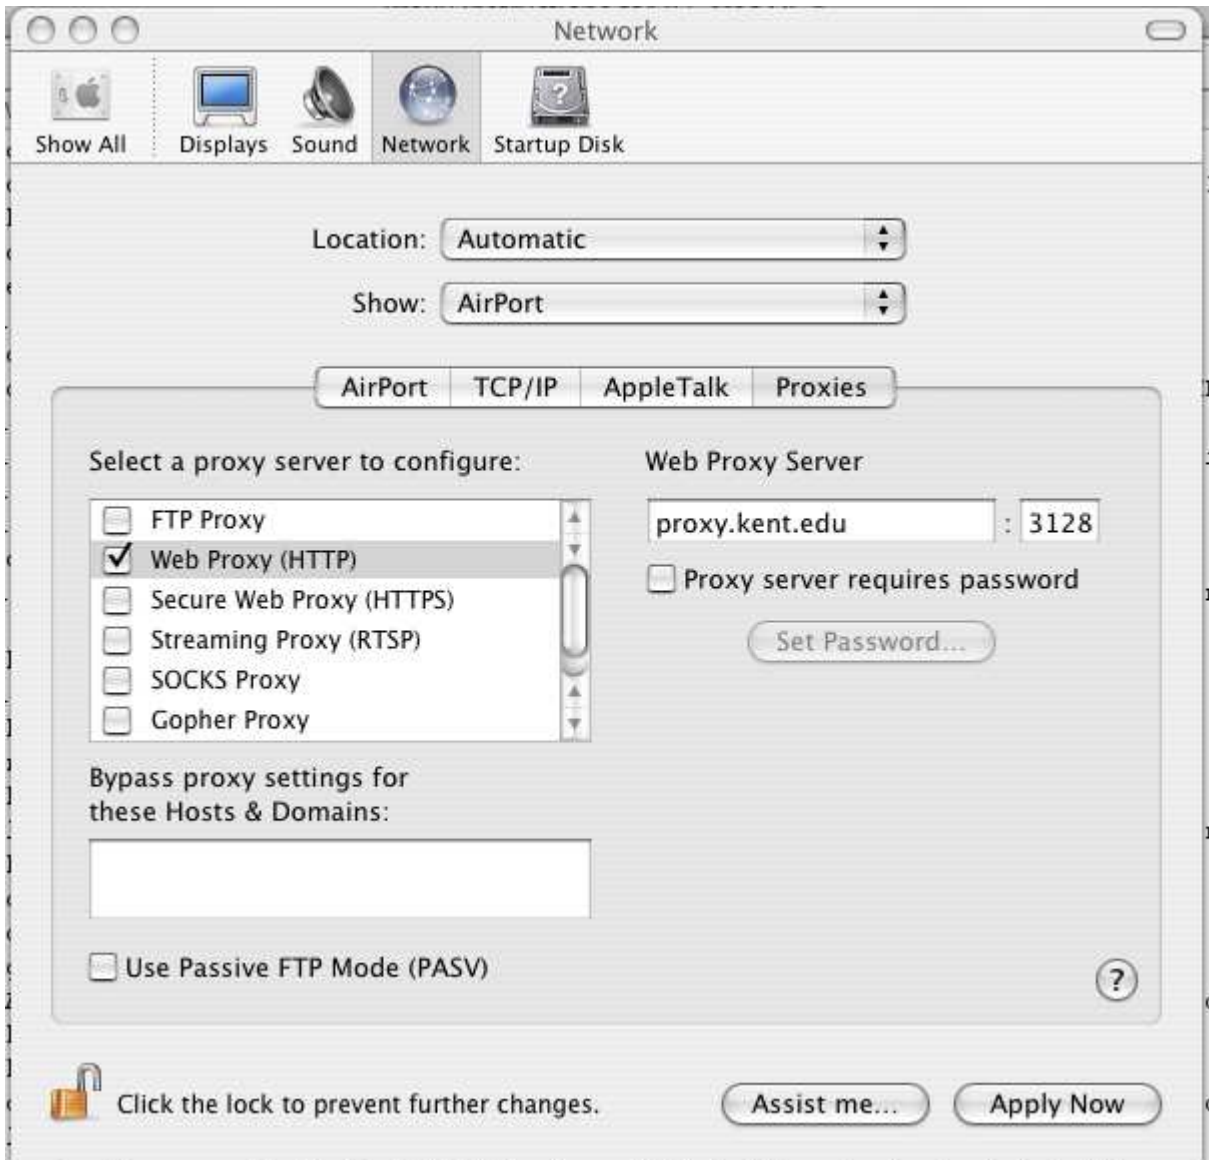 Network
Show All
Displays
Sound
Network
Startup Disk
Location: Automatic
Show: AirPort
AirPort TCP/IP AppleTalk Proxies
Select a proxy server to configure:
FTP Proxy
Web Proxy (HTTP)
Secure Web Proxy (HTTPS)
Streaming Proxy (RTSP)
SOCKS Proxy
Gopher Proxy
Web Proxy Server
proxy.kent.edu : 3128
Proxy server requires password
Set Password...
Bypass proxy settings for
these Hosts & Domains:
Use Passive FTP Mode (PASV)
?
Click the lock to prevent further changes.
Assist me...
Apply Now